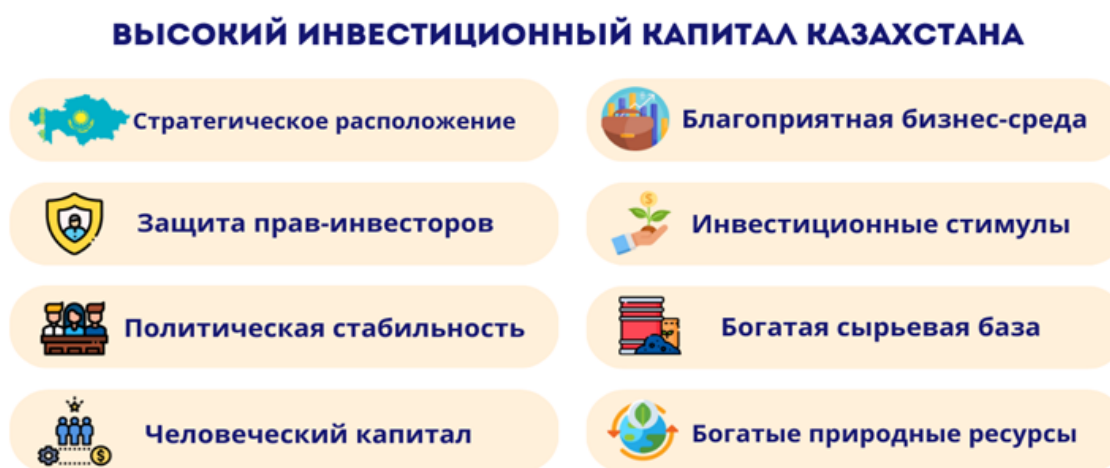 ВЫСОКИЙ ИНВЕСТИЦИОННЫЙ КАПИТАЛ КАЗАХСТАНА
Стратегическое расположение
Благоприятная бизнес-среда
Защита прав-инвесторов
Инвестиционные стимулы
Политическая стабильность
Богатая сырьевая база
Человеческий капитал
Богатые природные ресурсы